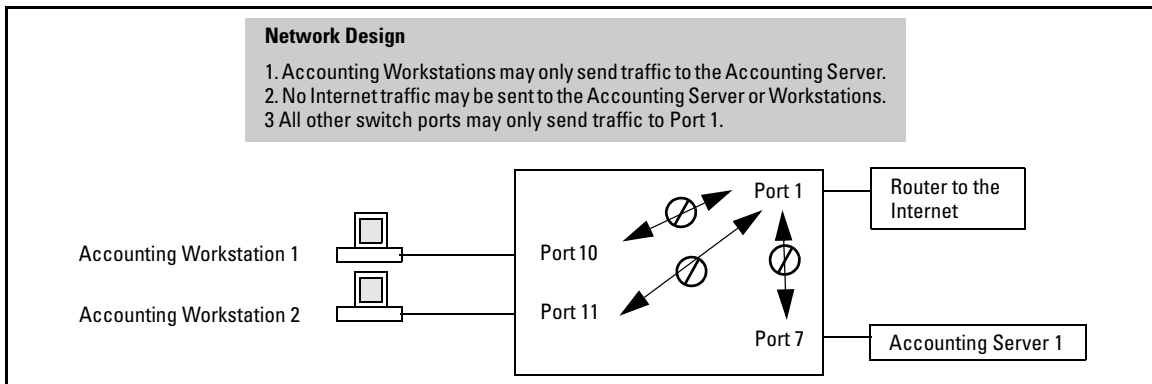 Network Design
1. Accounting Workstations may only send traffic to the Accounting Server.
2. No Internet traffic may be sent to the Accounting Server or Workstations.
3 All other switch ports may only send traffic to Port 1.
Port 1
Router to the
Internet
Accounting Workstation 1
Port 10
Accounting Workstation 2
Port 11
Port 7
Accounting Server 1